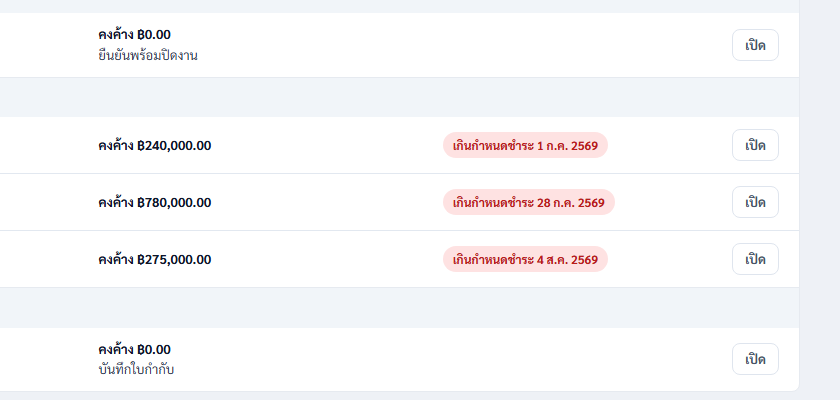 คงค้าง ฿0.00
ยืนยันพร้อมปิดงาน
เปิด
คงค้าง ฿240,000.00
เกินกำหนดชำระ 1 ก.ค. 2569
เปิด
คงค้าง ฿780,000.00
เกินกำหนดชำระ 28 ก.ค. 2569
เปิด
คงค้าง ฿275,000.00
เกินกำหนดชำระ 4 ส.ค. 2569
เปิด
คงค้าง ฿0.00
บันทึกใบกำกับ
เปิด